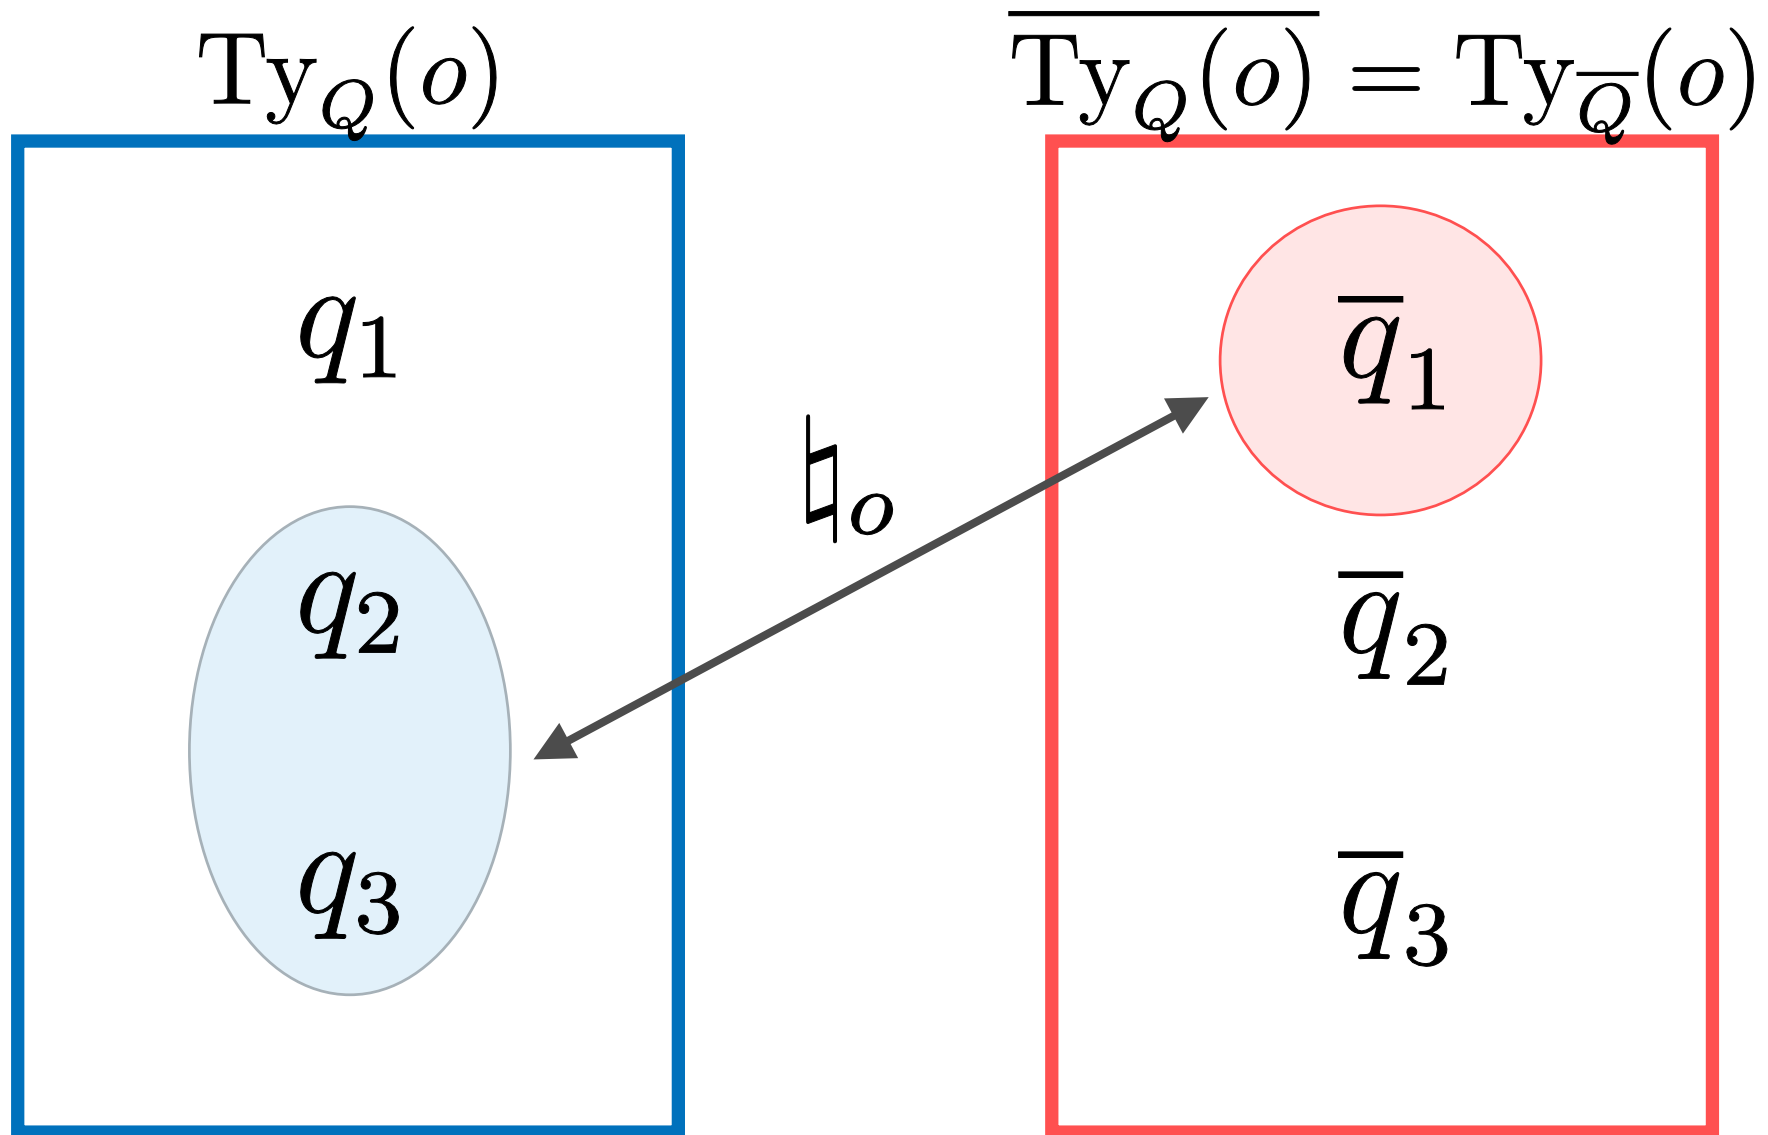 Ty_Q(o)
\overline{Ty_Q(o)} = Ty_{\overline{Q}}(o)
q_1
\overline{q}_1
♮_o
q_2
\overline{q}_2
q_3
\overline{q}_3